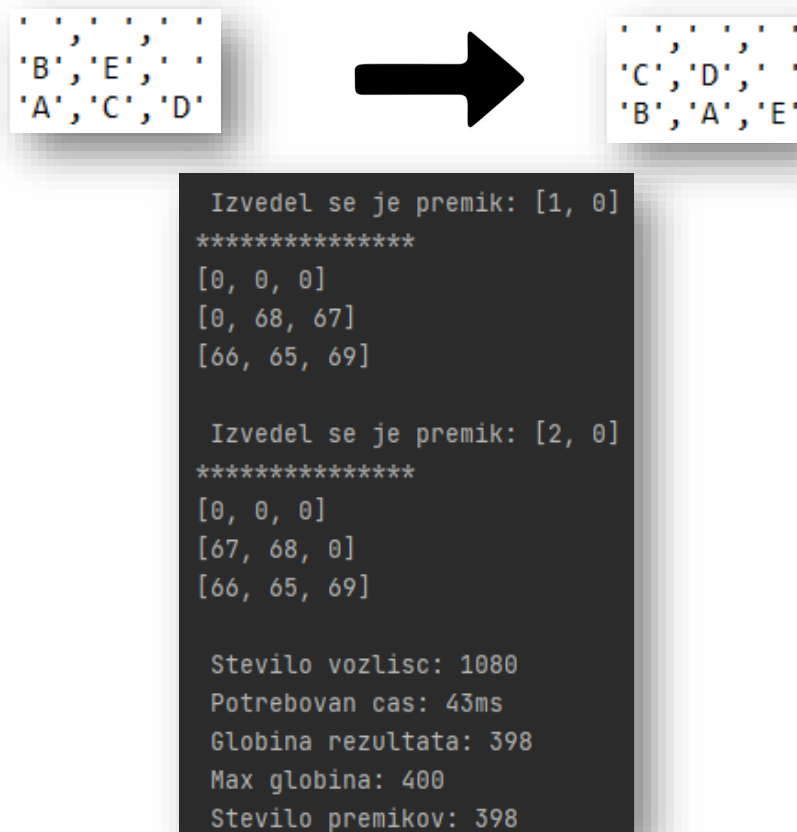 ' ',' ',' '
'B','E',' '
'A','C','D'
' ',' ',' '
'C','D',' '
'B','A','E'
Izvedel se je premik: [1, 0]
***************
[0, 0, 0]
[0, 68, 67]
[66, 65, 69]
Izvedel se je premik: [2, 0]
***************
[0, 0, 0]
[67, 68, 0]
[66, 65, 69]
Stevilo vozlisc: 1080
Potrebovan cas: 43ms
Globina rezultata: 398
Max globina: 400
Stevilo premikov: 398